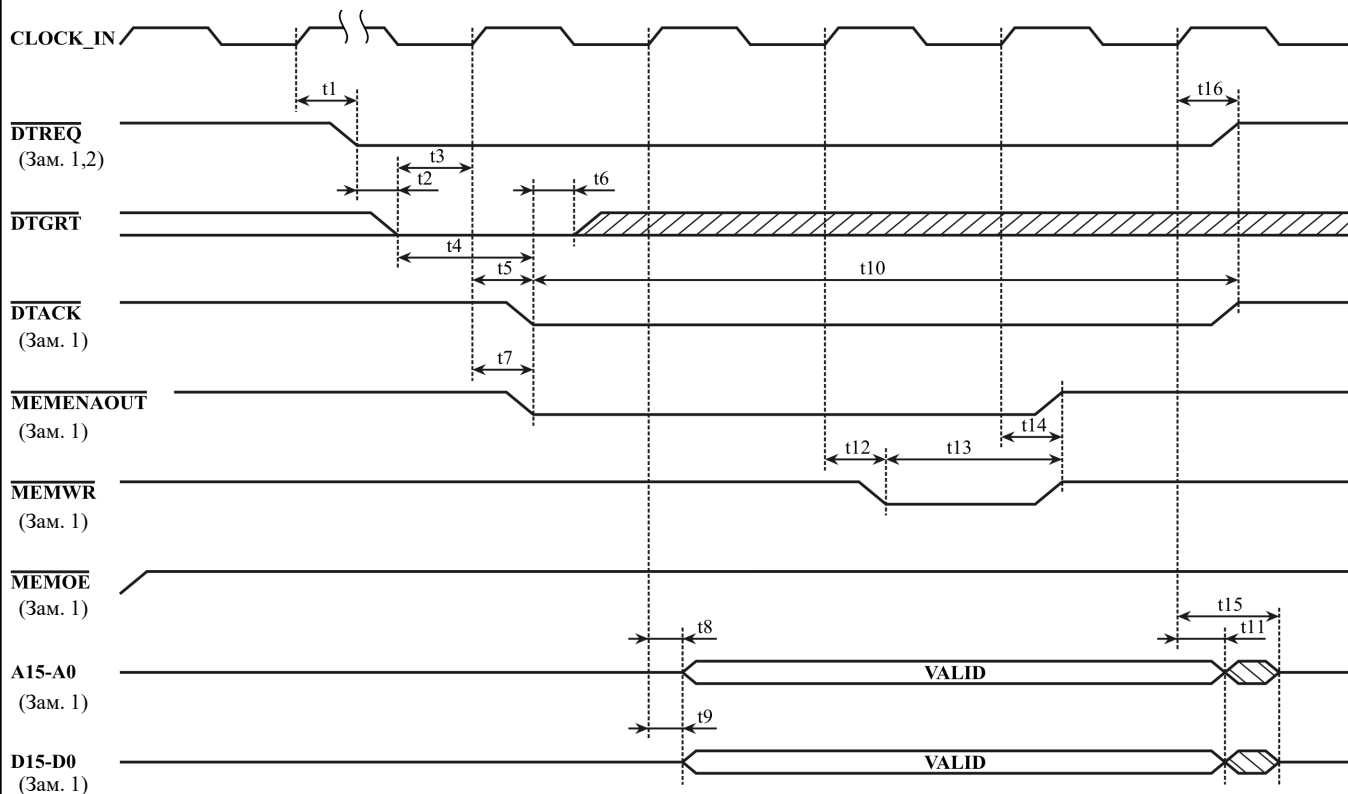 CLOCK_IN
t1
t16
DTREQ
(Зам. 1,2)
t3
t2
t6
DTGRT
t4
t5
t10
DTACK
(Зам. 1)
t7
MEMENAOUT
(Зам. 1)
t14
t12
t13
MEMWR
(Зам. 1)
MEMOE
(Зам. 1)
t15
t8
t11
A15-A0
VALID
(Зам. 1)
t9
D15-D0
VALID
(Зам. 1)